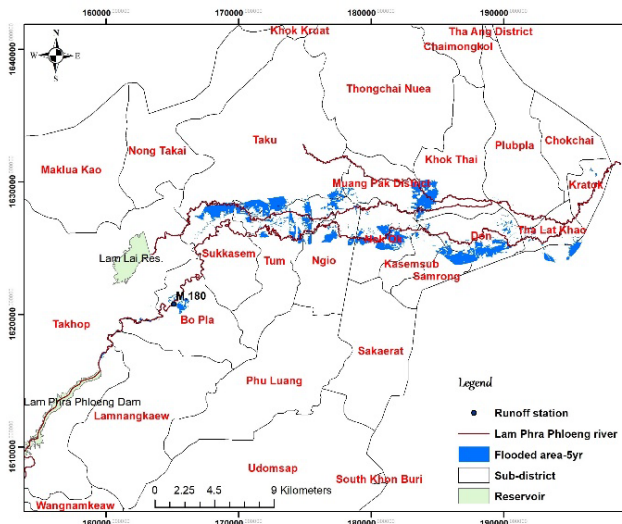 160000
170000
180000
190000
Khok Kruat
Tha Ang District
Chaimongkol
1640000
1640000
N
W
E
S
Thongchai Nuea
Nong Takai
Taku
Plubpla
Chokchai
Maklua Kao
Khok Thai
1630000
1630000
Muang Pak District
Kratok
Tha Lat Khao
Don
Lam Lai Res.
Sukkasem
Tum
Ngio
Kasemsub
Samrong
M.180
1620000
1620000
Takhop
Bo Pla
Sakaerat
Phu Luang
Legend
Lam Phra Phloeng Dam
Runoff station
Lamnangkaew
Lam Phra Phloeng river
1610000
1610000
Flooded area-5yr
Udomsap
Sub-district
South Khon Buri
Reservoir
0 2.25 4.5 9 Kilometers
Wangnamkeaw
160000
170000
180000
190000